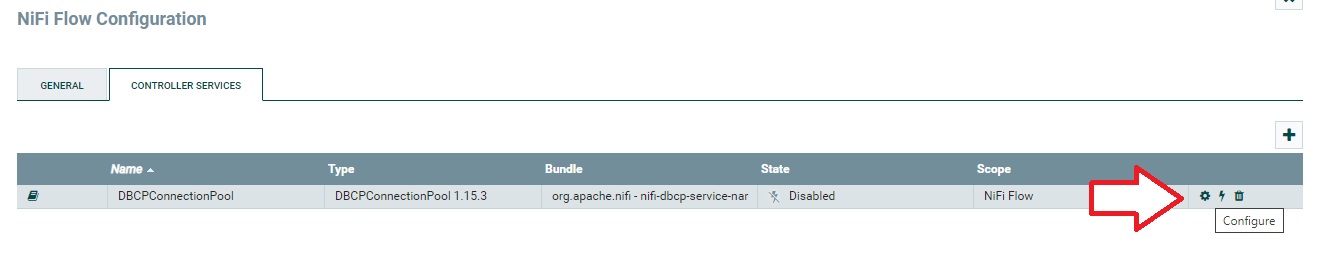 NiFi Flow Configuration
GENERAL
CONTROLLER SERVICES
Name Type Bundle State Scope
DBCPConnectionPool DBCPConnectionPool 1.15.3 org.apache.nifi - nifi-dbcp-service-nar Disabled NiFi Flow
Configure